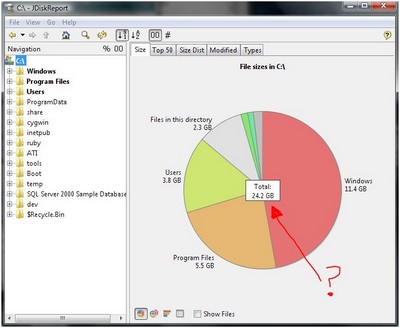 C:\ - JDiskReport
File View Go Help
Navigation % 00
Size Top 50 Size Dist Modified Types
C:\
Windows
Program Files
Users
ProgramData
share
cygwin
inetpub
ruby
ATI
tools
Boot
temp
SQL Server 2000 Sample Database
dev
$Recycle.Bin
File sizes in C:\
Files in this directory
2.3 GB
Users
3.8 GB
Program Files
5.5 GB
Windows
11.4 GB
Total:
24.2 GB
?
Show Files